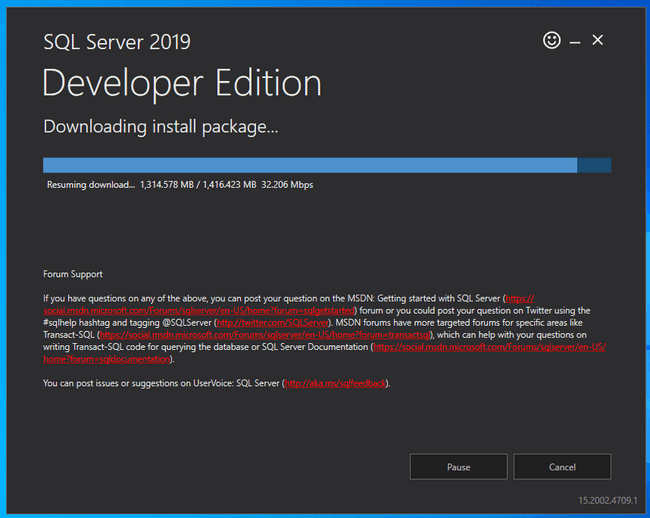 SQL Server 2019
Developer Edition
Downloading install package...
Resuming download... 1,314.578 MB / 1,416.423 MB 32.206 Mbps
Forum Support
If you have questions on any of the above, you can post your question on the MSDN: Getting started with SQL Server (https://
social.msdn.microsoft.com/Forums/sqlserver/en-US/home?forum=sqlgetstarted) forum or you could post your question on Twitter using the
#sqlhelp hashtag and tagging @SQLServer (http://twitter.com/SQLServer). MSDN forums have more targeted forums for specific areas like
Transact-SQL (https://social.msdn.microsoft.com/Forums/sqlserver/en-US/home?forum=transactsql), which can help with your questions on
writing Transact-SQL code for querying the database or SQL Server Documentation (https://social.msdn.microsoft.com/Forums/sqlserver/en-US/
home?forum=sqldocumentation).
You can post issues or suggestions on UserVoice: SQL Server (http://aka.ms/sqlfeedback).
Pause
Cancel
15.2002.4709.1